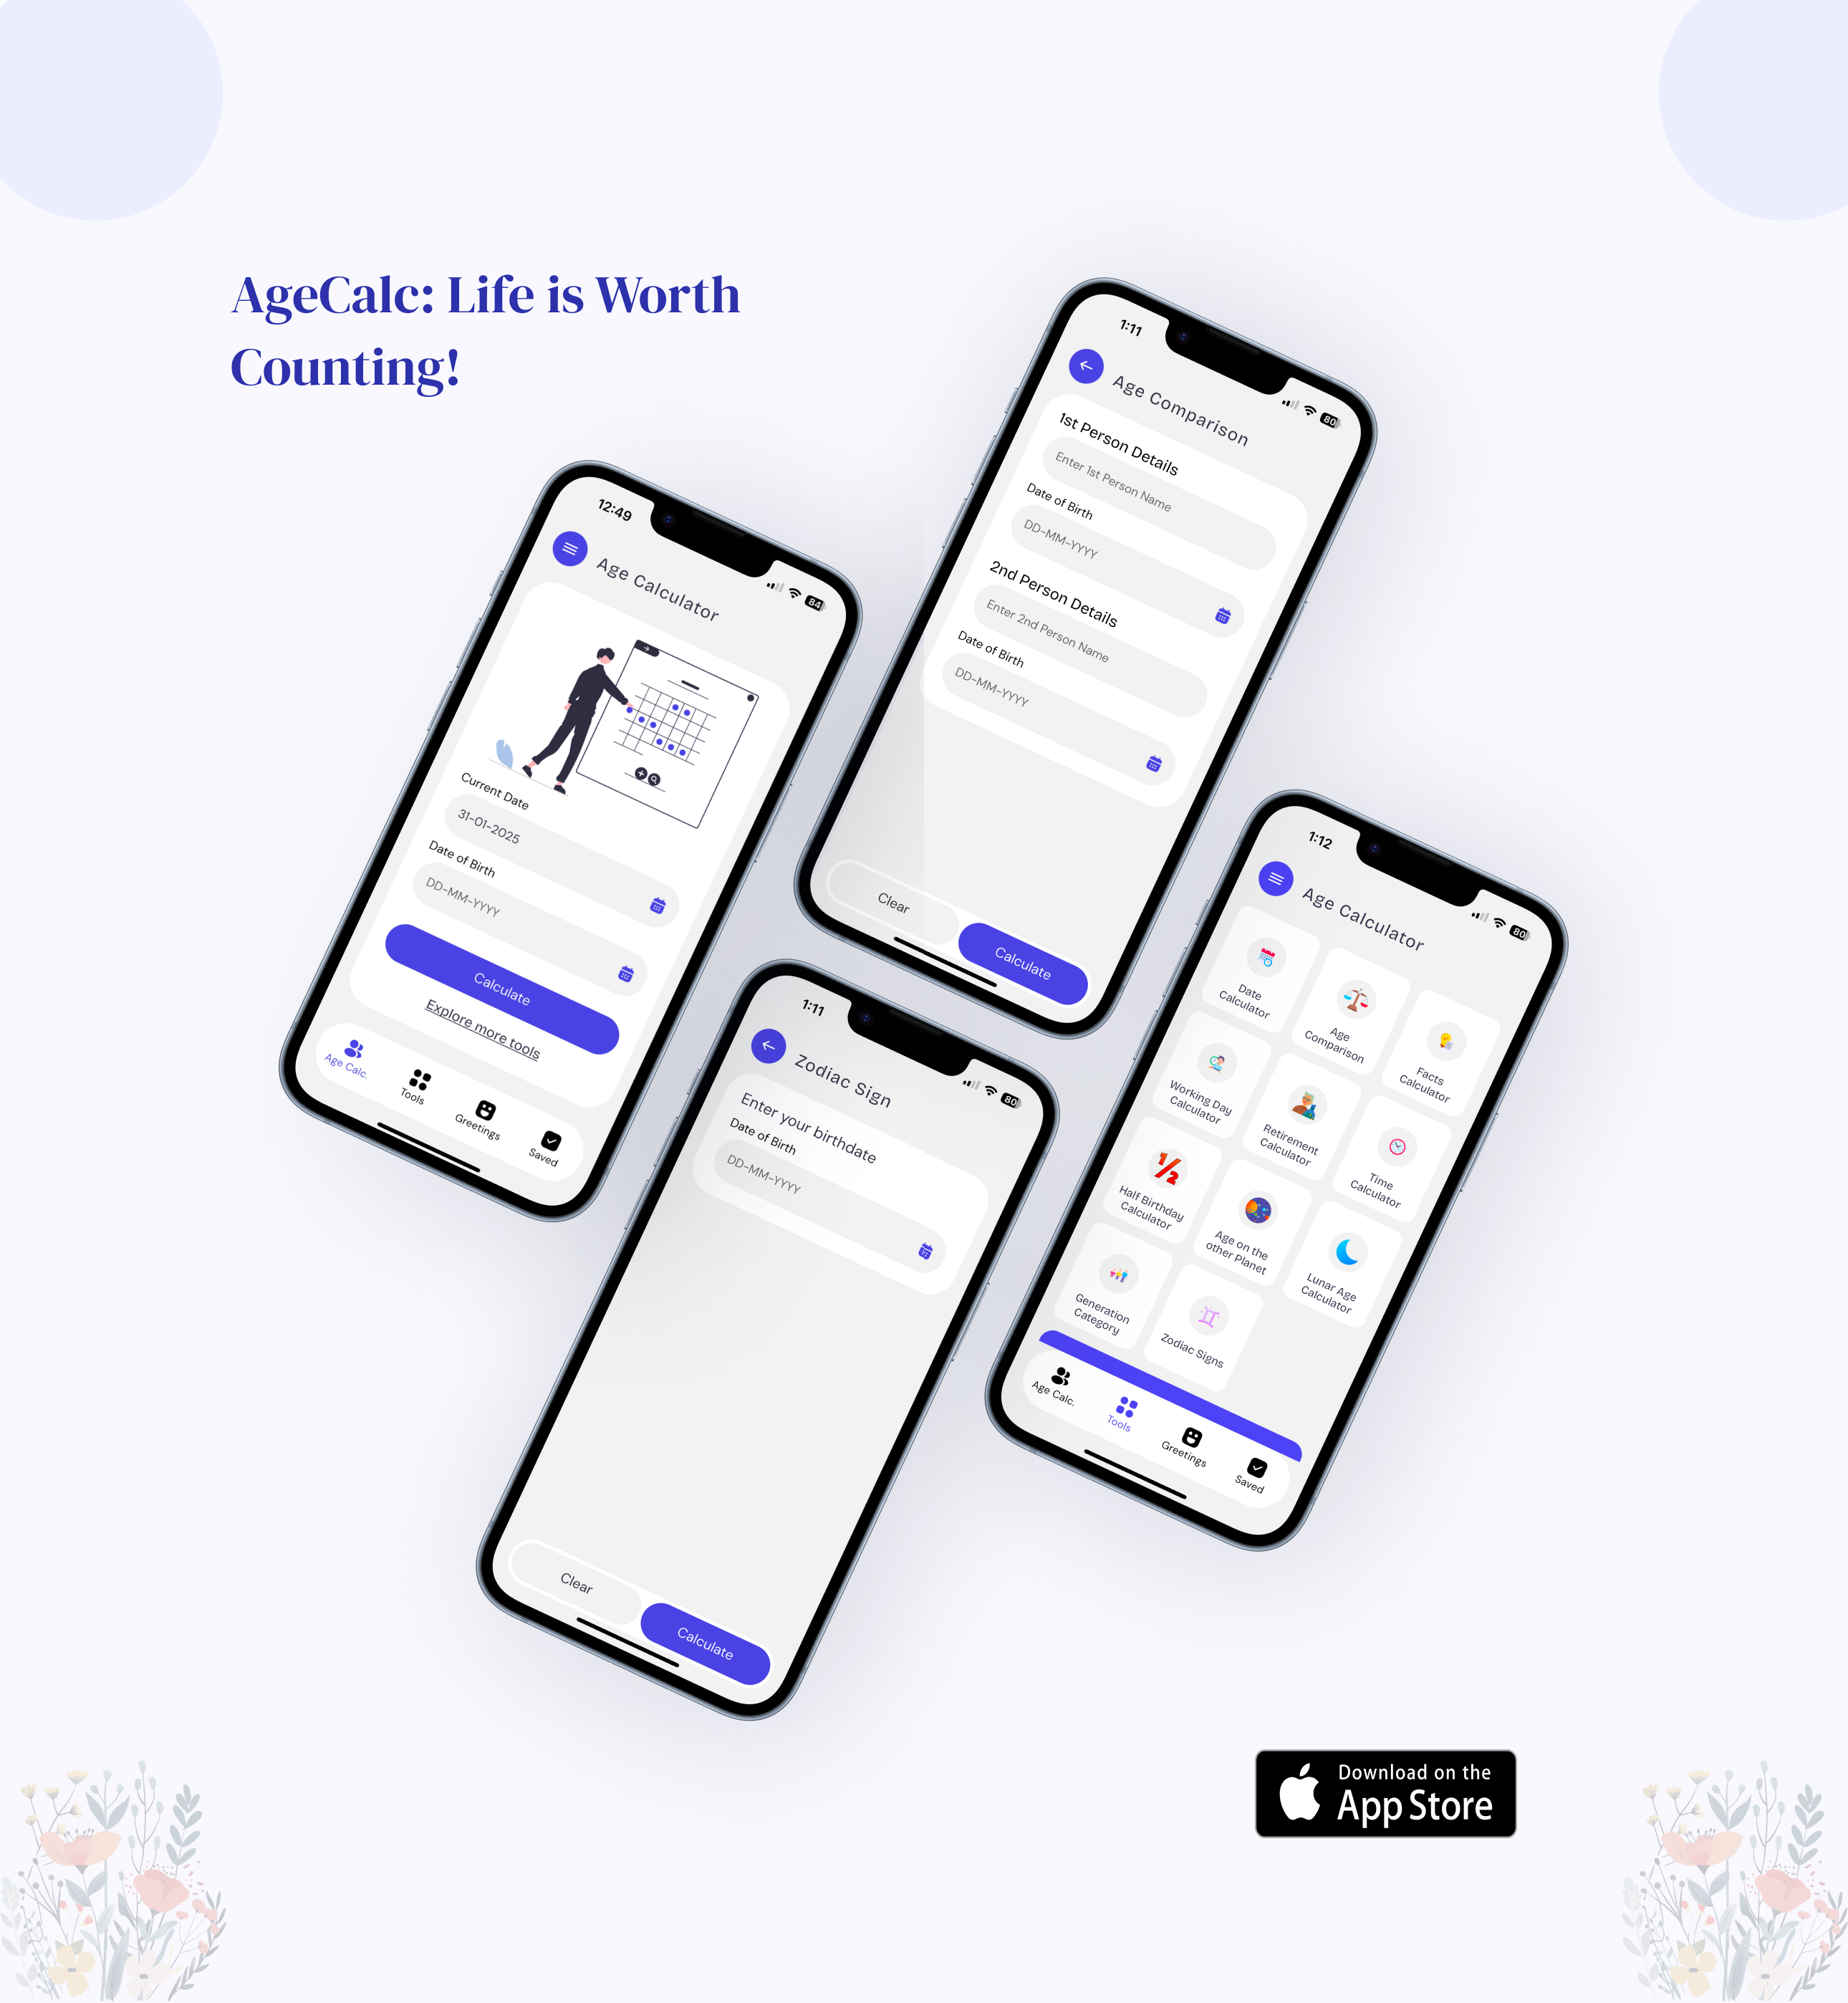 AgeCalc: Life is Worth
Counting!
12:49
84
Age Calculator
Current Date
31-01-2025
Date of Birth
DD-MM-YYYY
Calculate
Explore more tools
Age Calc.
Tools
Greetings
Saved
1:11
80
Age Comparison
1st Person Details
Enter 1st Person Name
Date of Birth
DD-MM-YYYY
2nd Person Details
Enter 2nd Person Name
Date of Birth
DD-MM-YYYY
Clear
Calculate
1:11
80
Zodiac Sign
Enter your birthdate
Date of Birth
DD-MM-YYYY
Clear
Calculate
1:12
80
Age Calculator
Date
Calculator
Age
Comparison
Facts
Calculator
Working Day
Calculator
Retirement
Calculator
Time
Calculator
1/2
Half Birthday
Calculator
Age on the
other Planet
Lunar Age
Calculator
Generation
Category
Zodiac Signs
Age Calc.
Tools
Greetings
Saved
Download on the
App Store